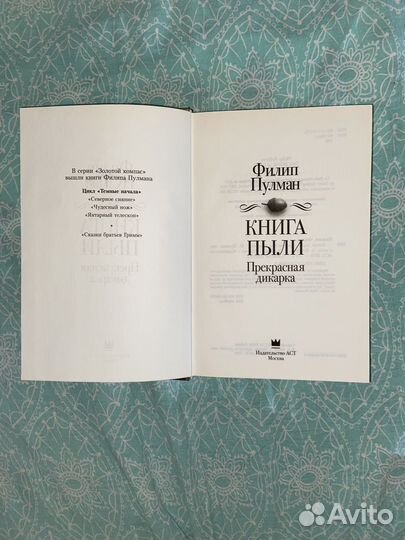 В серии «Золотой компас»
вышли книги Филипа Пулмана
Цикл «Темные начала»
«Северное сияние»
«Чудесный нож»
«Янтарный телескоп»
•
«Сказки братьев Гримм»
Филип
Пулман
КНИГА
ПЫЛИ
Прекрасная
дикарка
Издательство АСТ
Москва
Avito